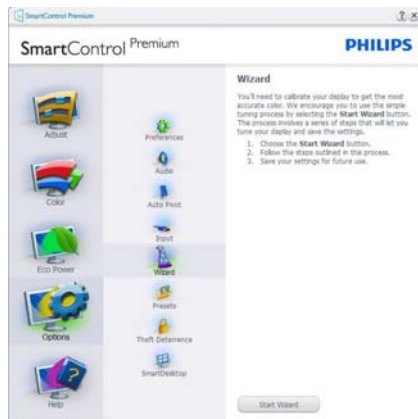 SmartControl Premium
SmartControl Premium
PHILIPS
Adjust
Color
Eco Power
Options
Help
Preferences
Audio
Auto Pivot
Input
Wizard
Presets
Theft Deterrence
SmartDesktop
Wizard
You'll need to calibrate your display to get the most
accurate color. We encourage you to use the simple
tuning process by selecting the Start Wizard button.
The process involves a series of steps that will let you
tune your display and save the settings.
1. Choose the Start Wizard button.
2. Follow the steps outlined in the process.
3. Save your settings for future use.
Start Wizard